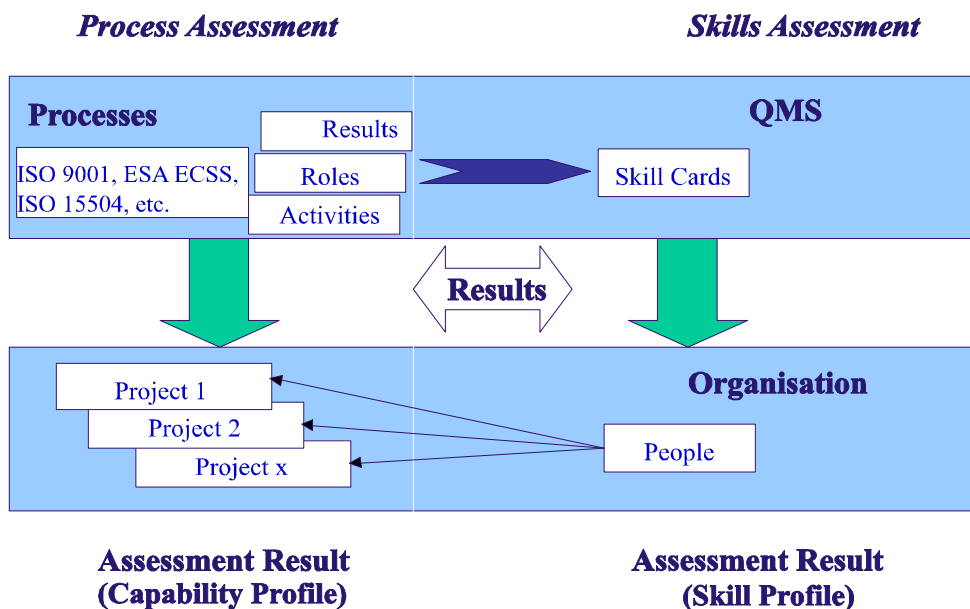 Process Assessment
Skills Assessment
Processes
QMS
Results
ISO 9001, ESA ECSS,
ISO 15504, etc.
Roles
Skill Cards
Activities
Results
Project 1
Organisation
Project 2
People
Project x
Assessment Result
(Capability Profile)
Assessment Result
(Skill Profile)